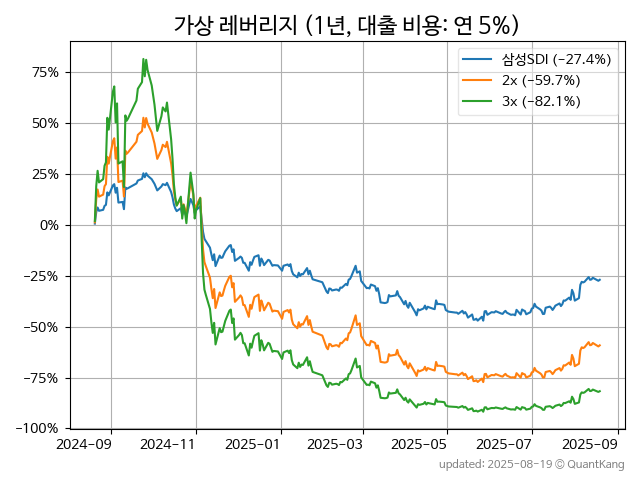 가상 레버리지 (1년, 대출 비용: 연 5%)
삼성SDI (−27.4%)
2x (−59.7%)
3x (−82.1%)
75%
50%
25%
0%
−25%
−50%
−75%
−100%
2024-09 2024-11 2025-01 2025-03 2025-05 2025-07 2025-09
updated: 2025-08-19 © QuantKang